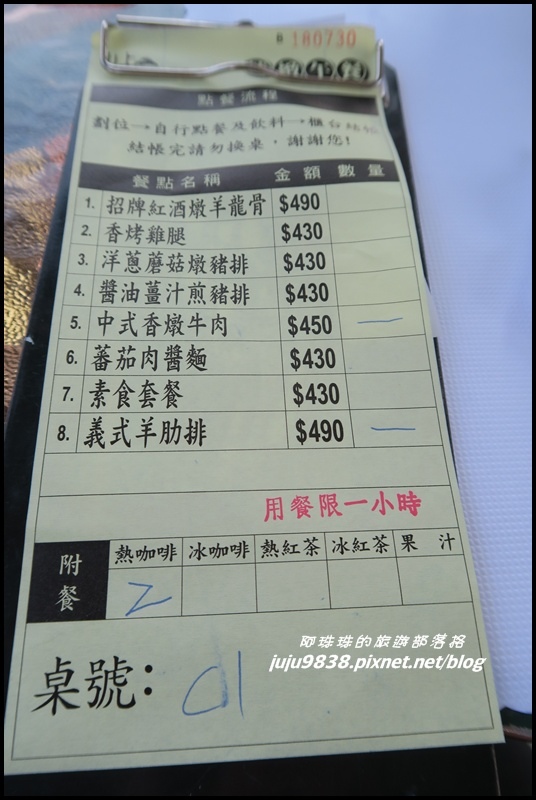 180730
點餐流程
劃位→自行點餐及飲料→櫃台結帳
結帳完請勿換桌，謝謝您!
餐點名稱 金額 數量
1. 招牌紅酒燉羊龍骨 $490
2. 香烤雞腿 $430
3. 洋蔥蘑菇燉豬排 $430
4. 醬油薑汁煎豬排 $430
5. 中式香燉牛肉 $450 一
6. 蕃茄肉醬麵 $430
7. 素食套餐 $430
8. 義式羊肋排 $490 一
用餐限一小時
附餐 熱咖啡 冰咖啡 熱紅茶 冰紅茶 果汁
2
桌號: d1
阿珠珠的旅遊部落格
juju9838.pixnet.net/blog